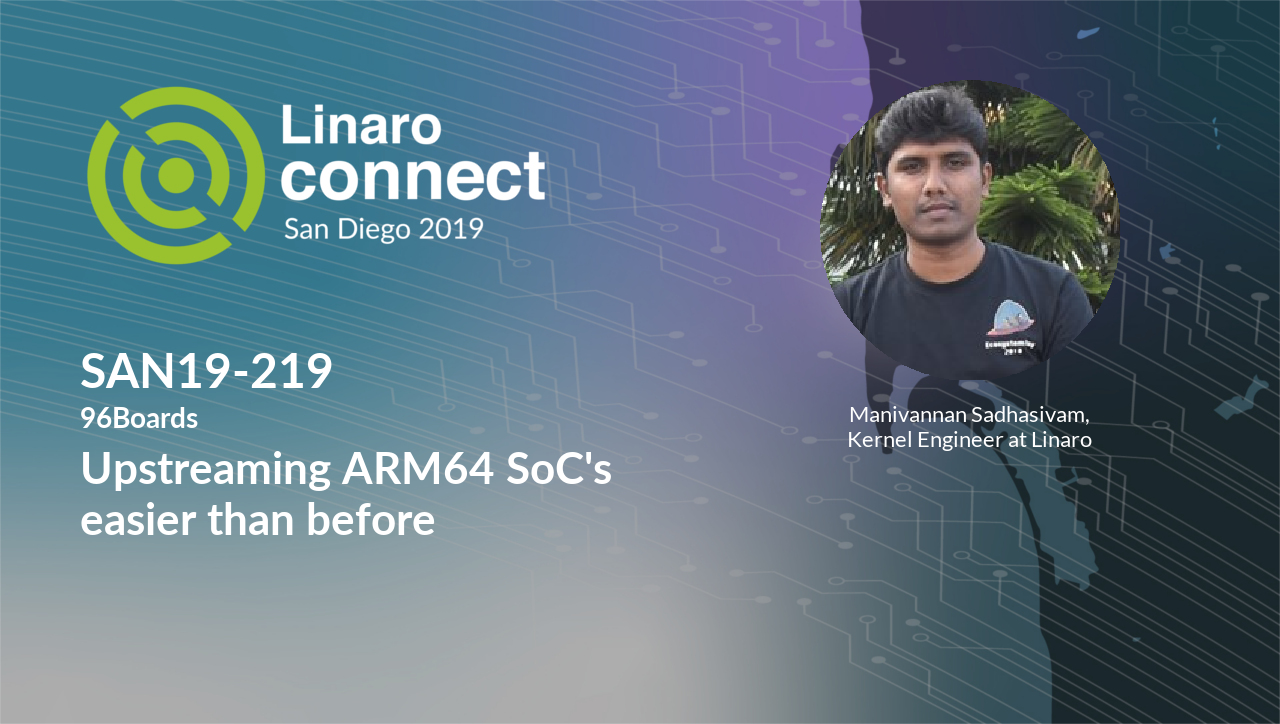 Linaro
connect
San Diego 2019
SAN19-219
96Boards
Upstreaming ARM64 SoC's
easier than before
Manivannan Sadhasivam,
Kernel Engineer at Linaro